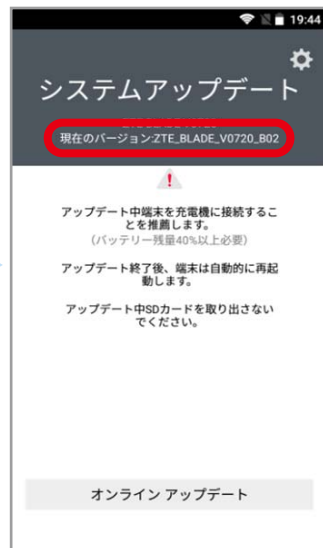 19:44
システムアップデート
現在のバージョン:ZTE_BLADE_V0720_B02
アップデート中端末を充電機に接続するこ
とを推薦します。
(バッテリー残量40%以上必要)
アップデート終了後、端末は自動的に再起
動します。
アップデート中SDカードを取り出さない
でください。
オンライン アップデート